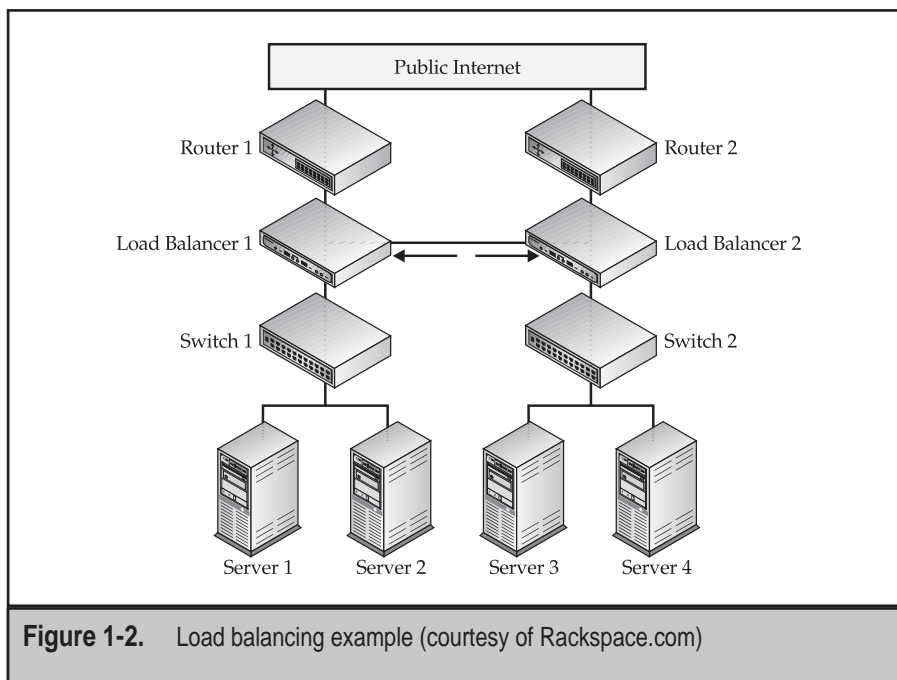 Public Internet
Router 1
Router 2
Load Balancer 1
Load Balancer 2
Switch 1
Switch 2
Server 1
Server 2
Server 3
Server 4
Figure 1-2. Load balancing example (courtesy of Rackspace.com)